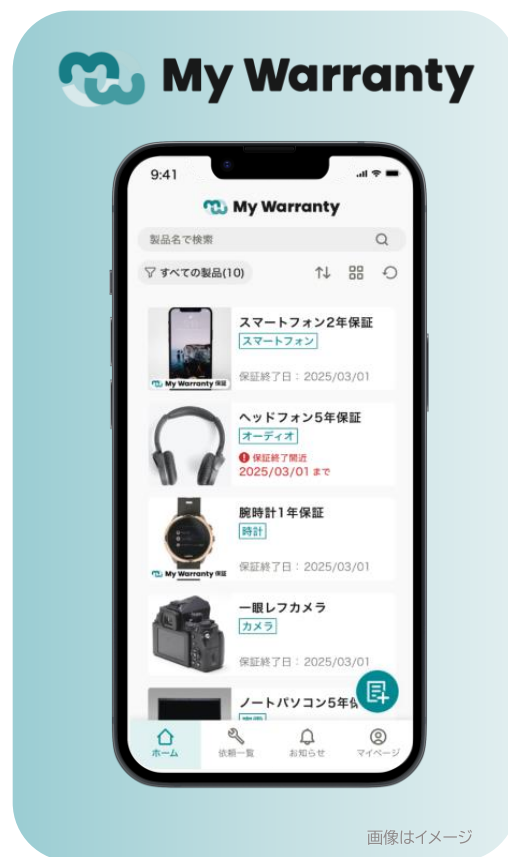 My Warranty
9:41
My Warranty
製品名で検索
すべての製品(10)
スマートフォン2年保証
スマートフォン
保証終了日：2025/03/01
My Warranty 保証
ヘッドフォン5年保証
オーディオ
保証終了間近
2025/03/01 まで
腕時計1年保証
時計
保証終了日：2025/03/01
My Warranty 保証
一眼レフカメラ
カメラ
保証終了日：2025/03/01
ノートパソコン5年
ホーム
依頼一覧
お知らせ
マイページ
画像はイメージ